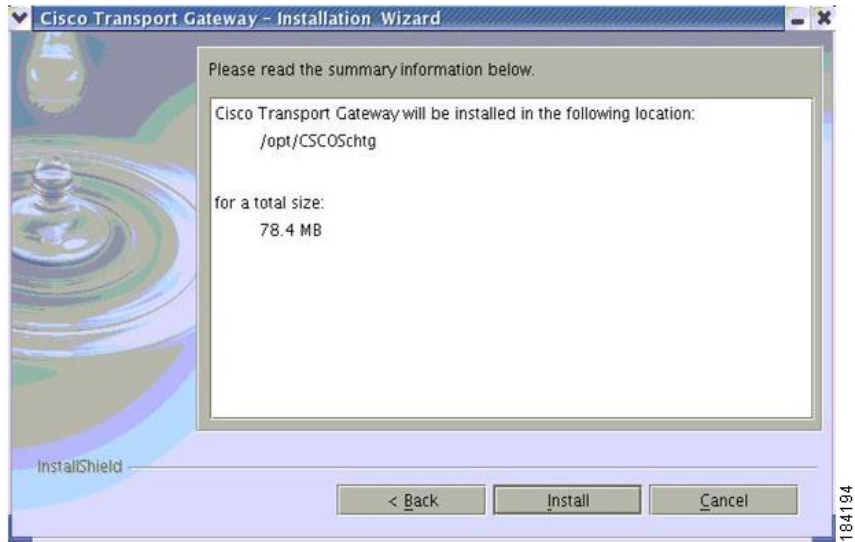 Cisco Transport Gateway - Installation Wizard
Please read the summary information below.
Cisco Transport Gateway will be installed in the following location:
/opt/CSCOSchtg
for a total size:
78.4 MB
InstallShield
< Back
Install
Cancel
184194